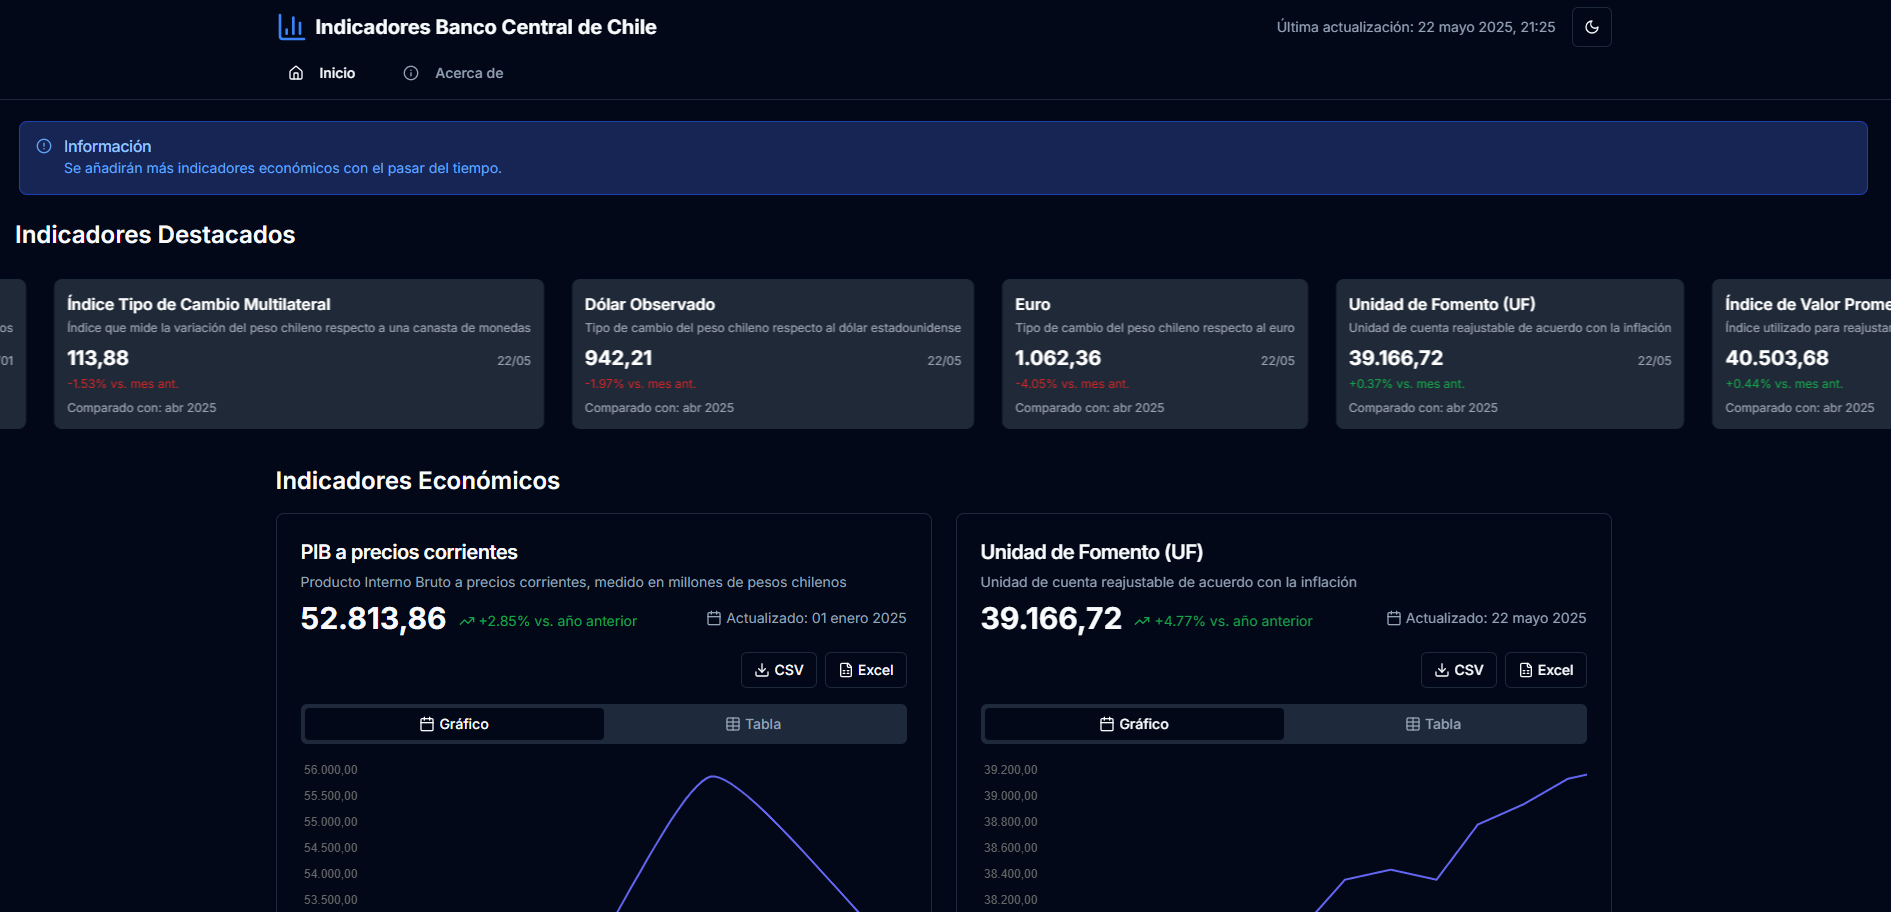 Indicadores Banco Central de Chile
Última actualización: 22 mayo 2025, 21:25
Inicio
Acerca de
Información
Se añadirán más indicadores económicos con el pasar del tiempo.
Indicadores Destacados
os
/01
Índice Tipo de Cambio Multilateral
Índice que mide la variación del peso chileno respecto a una canasta de monedas
113,88
22/05
-1.53% vs. mes ant.
Comparado con: abr 2025
Dólar Observado
Tipo de cambio del peso chileno respecto al dólar estadounidense
942,21
22/05
-1.97% vs. mes ant.
Comparado con: abr 2025
Euro
Tipo de cambio del peso chileno respecto al euro
1.062,36
22/05
-4.05% vs. mes ant.
Comparado con: abr 2025
Unidad de Fomento (UF)
Unidad de cuenta reajustable de acuerdo con la inflación
39.166,72
22/05
+0.37% vs. mes ant.
Comparado con: abr 2025
Índice de Valor Prome
Índice utilizado para reajustar
40.503,68
+0.44% vs. mes ant.
Comparado con: abr 2025
Indicadores Económicos
PIB a precios corrientes
Producto Interno Bruto a precios corrientes, medido en millones de pesos chilenos
52.813,86
+2.85% vs. año anterior
Actualizado: 01 enero 2025
CSV
Excel
Gráfico
Tabla
56.000,00
55.500,00
55.000,00
54.500,00
54.000,00
53.500,00
Unidad de Fomento (UF)
Unidad de cuenta reajustable de acuerdo con la inflación
39.166,72
+4.77% vs. año anterior
Actualizado: 22 mayo 2025
CSV
Excel
Gráfico
Tabla
39.200,00
39.000,00
38.800,00
38.600,00
38.400,00
38.200,00